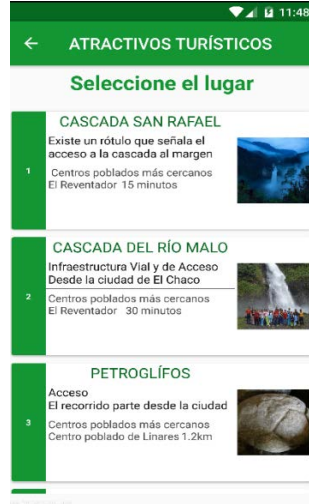 11:48
ATRACTIVOS TURÍSTICOS
Seleccione el lugar
CASCADA SAN RAFAEL
Existe un rótulo que señala el
acceso a la cascada al margen
1
Centros poblados más cercanos
El Reventador 15 minutos
CASCADA DEL RÍO MALO
Infraestructura Vial y de Acceso
Desde la ciudad de El Chaco
2
Centros poblados más cercanos
El Reventador 30 minutos
PETROGLÍFOS
Acceso
El recorrido parte desde la ciudad
3
Centros poblados más cercanos
Centro poblado de Linares 1.2km